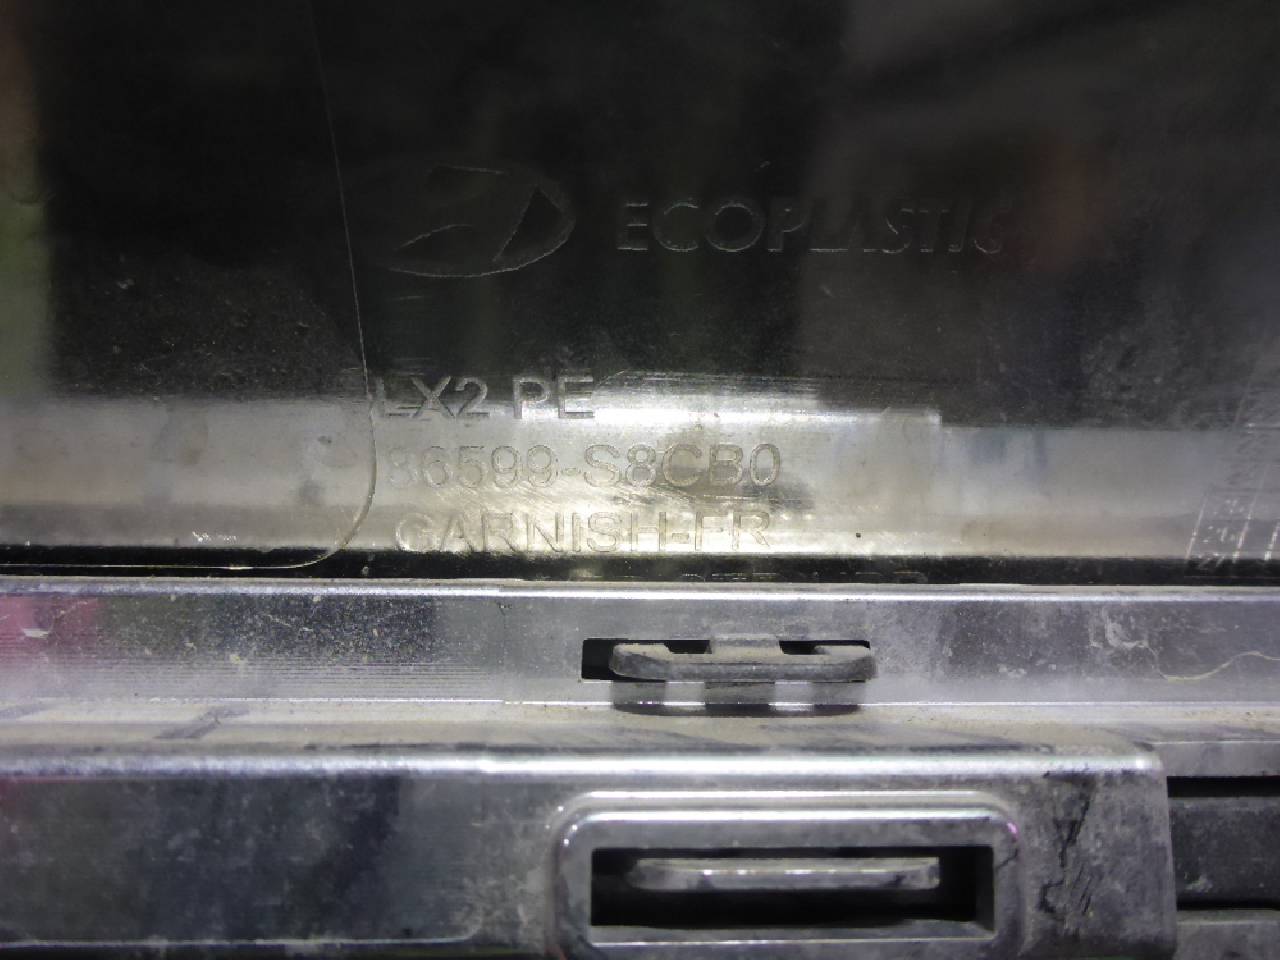 ECOPLASTIC
LX2 PE
86599-S8CB0
GARNISH-FR